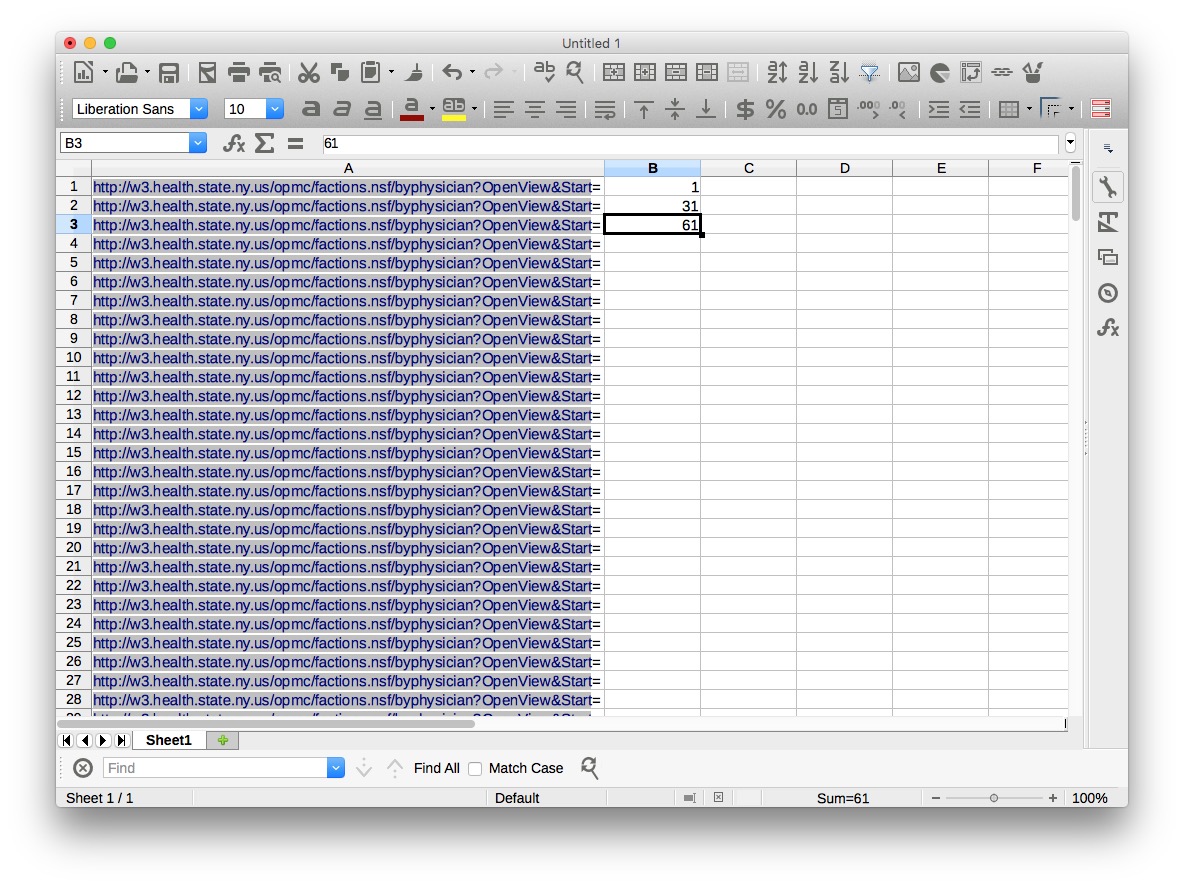 Untitled 1
Liberation Sans 10 a a a a ab $ % 0.0
B3 fx Σ = 61
A B C D E F
1 http://w3.health.state.ny.us/opmc/factions.nsf/byphysician?OpenView&Start= 1
2 http://w3.health.state.ny.us/opmc/factions.nsf/byphysician?OpenView&Start= 31
3 http://w3.health.state.ny.us/opmc/factions.nsf/byphysician?OpenView&Start= 61
4 http://w3.health.state.ny.us/opmc/factions.nsf/byphysician?OpenView&Start=
5 http://w3.health.state.ny.us/opmc/factions.nsf/byphysician?OpenView&Start=
6 http://w3.health.state.ny.us/opmc/factions.nsf/byphysician?OpenView&Start=
7 http://w3.health.state.ny.us/opmc/factions.nsf/byphysician?OpenView&Start=
8 http://w3.health.state.ny.us/opmc/factions.nsf/byphysician?OpenView&Start=
9 http://w3.health.state.ny.us/opmc/factions.nsf/byphysician?OpenView&Start=
10 http://w3.health.state.ny.us/opmc/factions.nsf/byphysician?OpenView&Start=
11 http://w3.health.state.ny.us/opmc/factions.nsf/byphysician?OpenView&Start=
12 http://w3.health.state.ny.us/opmc/factions.nsf/byphysician?OpenView&Start=
13 http://w3.health.state.ny.us/opmc/factions.nsf/byphysician?OpenView&Start=
14 http://w3.health.state.ny.us/opmc/factions.nsf/byphysician?OpenView&Start=
15 http://w3.health.state.ny.us/opmc/factions.nsf/byphysician?OpenView&Start=
16 http://w3.health.state.ny.us/opmc/factions.nsf/byphysician?OpenView&Start=
17 http://w3.health.state.ny.us/opmc/factions.nsf/byphysician?OpenView&Start=
18 http://w3.health.state.ny.us/opmc/factions.nsf/byphysician?OpenView&Start=
19 http://w3.health.state.ny.us/opmc/factions.nsf/byphysician?OpenView&Start=
20 http://w3.health.state.ny.us/opmc/factions.nsf/byphysician?OpenView&Start=
21 http://w3.health.state.ny.us/opmc/factions.nsf/byphysician?OpenView&Start=
22 http://w3.health.state.ny.us/opmc/factions.nsf/byphysician?OpenView&Start=
23 http://w3.health.state.ny.us/opmc/factions.nsf/byphysician?OpenView&Start=
24 http://w3.health.state.ny.us/opmc/factions.nsf/byphysician?OpenView&Start=
25 http://w3.health.state.ny.us/opmc/factions.nsf/byphysician?OpenView&Start=
26 http://w3.health.state.ny.us/opmc/factions.nsf/byphysician?OpenView&Start=
27 http://w3.health.state.ny.us/opmc/factions.nsf/byphysician?OpenView&Start=
28 http://w3.health.state.ny.us/opmc/factions.nsf/byphysician?OpenView&Start=
Sheet1
Find Find All Match Case
Sheet 1 / 1 Default Sum=61 100%